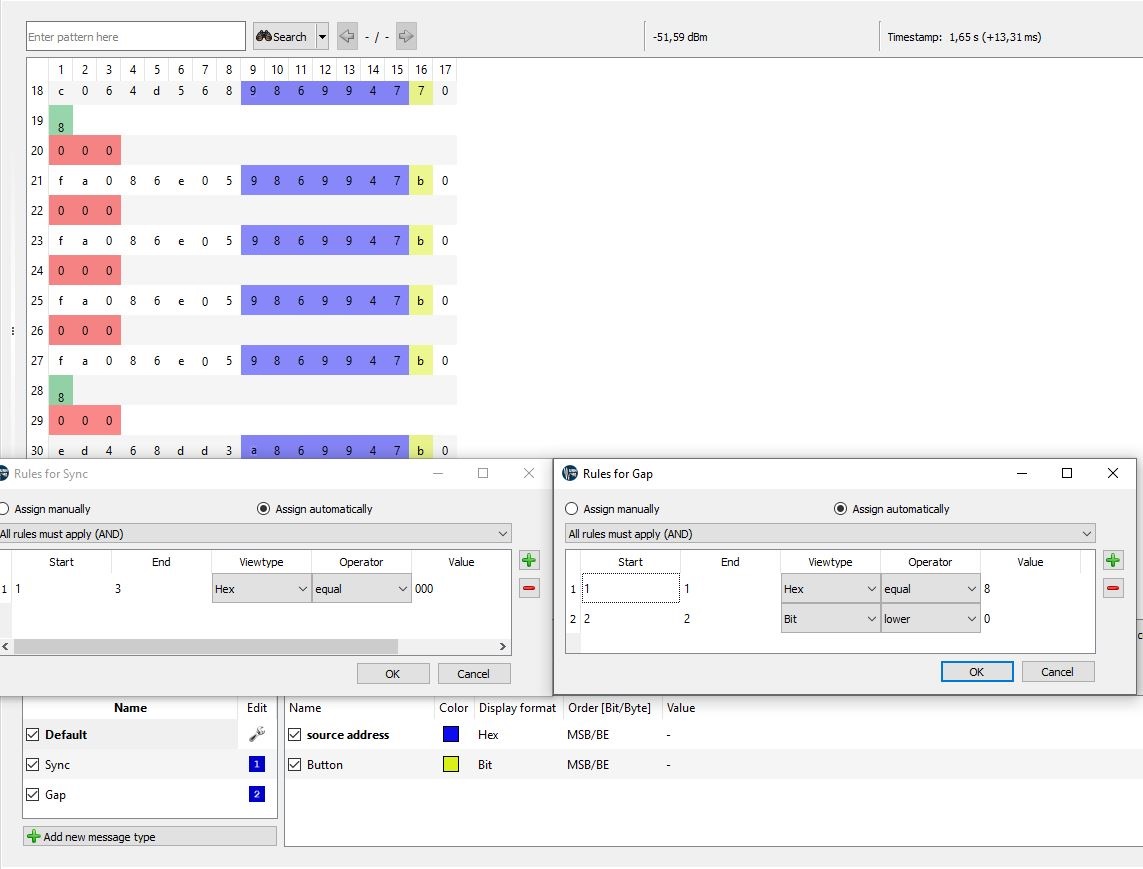 Enter pattern here Search - / - -51,59 dBm Timestamp: 1,65 s (+13,31 ms)
1 2 3 4 5 6 7 8 9 10 11 12 13 14 15 16 17
18 c 0 6 4 d 5 6 8 9 8 6 9 9 4 7 7 0
19 8
20 0 0 0
21 f a 0 8 6 e 0 5 9 8 6 9 9 4 7 b 0
22 0 0 0
23 f a 0 8 6 e 0 5 9 8 6 9 9 4 7 b 0
24 0 0 0
25 f a 0 8 6 e 0 5 9 8 6 9 9 4 7 b 0
26 0 0 0
27 f a 0 8 6 e 0 5 9 8 6 9 9 4 7 b 0
28 8
29 0 0 0
30 e d 4 6 8 d d 3 a 8 6 9 9 4 7 b 0
Rules for Sync
Assign manually Assign automatically
All rules must apply (AND)
Start End Viewtype Operator Value
1 1 3 Hex equal 000
OK Cancel
Rules for Gap
Assign manually Assign automatically
All rules must apply (AND)
Start End Viewtype Operator Value
1 1 1 Hex equal 8
2 2 2 Bit lower 0
OK Cancel
Name Edit
Default
Sync 1
Gap 2
Add new message type
Name Color Display format Order [Bit/Byte] Value
source address Hex MSB/BE -
Button Bit MSB/BE -